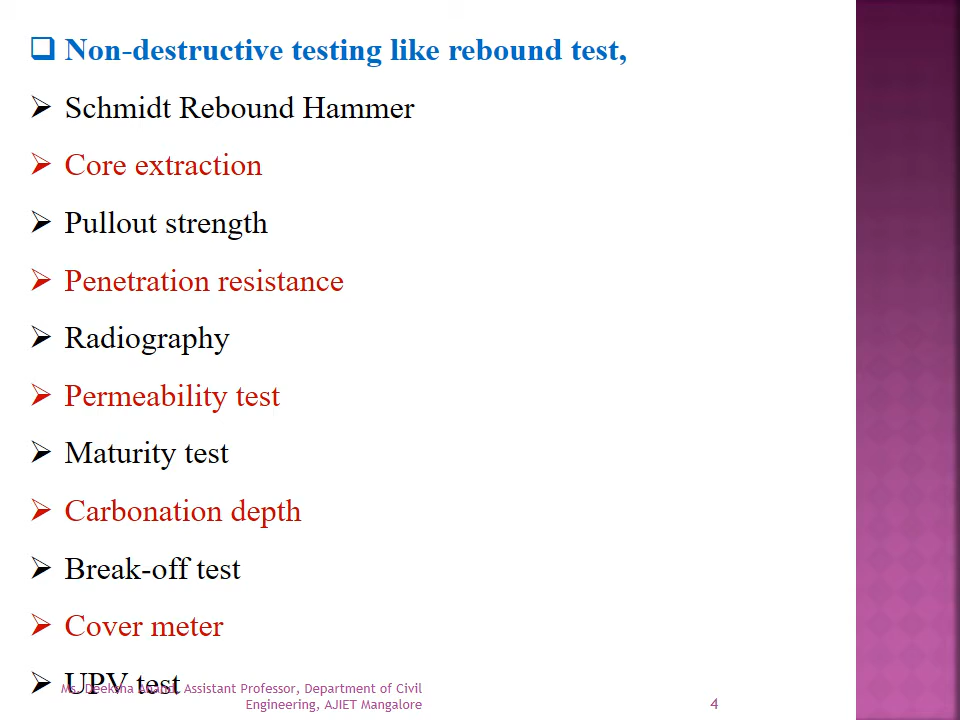 Non-destructive testing like rebound test,
Schmidt Rebound Hammer
Core extraction
Pullout strength
Penetration resistance
Radiography
Permeability test
Maturity test
Carbonation depth
Break-off test
Cover meter
UPV test
Ms. Deeksha Anand, Assistant Professor, Department of Civil
Engineering, AJIET Mangalore
4